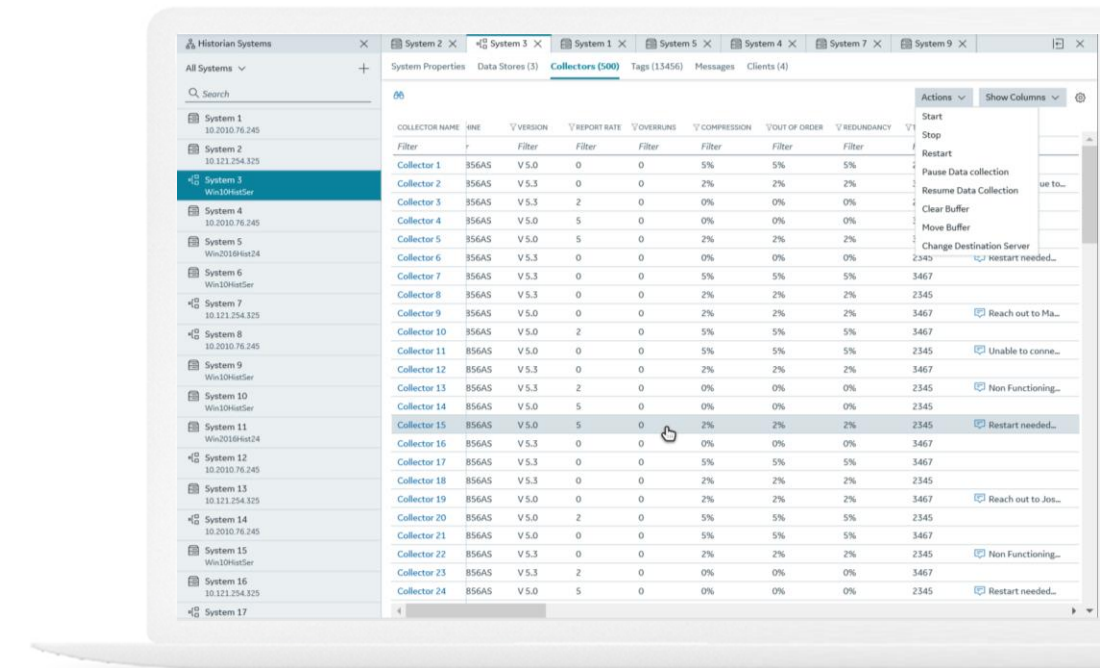 Historian Systems
System 2 System 3 System 1 System 5 System 4 System 7 System 9
All Systems
System Properties Data Stores (3) Collectors (500) Tags (13456) Messages Clients (4)
Search
Actions Show Columns
Start
Stop
Restart
Pause Data collection
Resume Data Collection
Clear Buffer
Move Buffer
Change Destination Server
System 1
10.2010.76.245
System 2
10.121.254.325
System 3
Win10HistSer
System 4
10.2010.76.245
System 5
Win2016Hist24
System 6
Win10HistSer
System 7
10.121.254.325
System 8
10.2010.76.245
System 9
Win10HistSer
System 10
Win10HistSer
System 11
Win2016Hist24
System 12
10.2010.76.245
System 13
10.121.254.325
System 14
10.2010.76.245
System 15
Win10HistSer
System 16
10.121.254.325
System 17
COLLECTOR NAME HINE VERSION REPORT RATE OVERRUNS COMPRESSION OUT OF ORDER REDUNDANCY
Filter Filter Filter Filter Filter Filter Filter
Collector 1 856AS V 5.0 0 0 5% 5% 5%
Collector 2 856AS V 5.3 0 0 2% 2% 2% ue to...
Collector 3 856AS V 5.3 2 0 0% 0% 0%
Collector 4 856AS V 5.0 5 0 0% 0% 0%
Collector 5 856AS V 5.0 5 0 2% 2% 2%
Collector 6 856AS V 5.3 0 0 0% 0% 0% 2345 Restart needed...
Collector 7 856AS V 5.3 0 0 5% 5% 5% 3467
Collector 8 856AS V 5.3 0 0 2% 2% 2% 2345
Collector 9 856AS V 5.0 0 0 2% 2% 2% 3467 Reach out to Ma...
Collector 10 856AS V 5.0 2 0 5% 5% 5% 3467
Collector 11 856AS V 5.0 0 0 5% 5% 5% 2345 Unable to conne...
Collector 12 856AS V 5.3 0 0 2% 2% 2% 3467
Collector 13 856AS V 5.3 2 0 0% 0% 0% 2345 Non Functioning...
Collector 14 856AS V 5.0 5 0 0% 0% 0% 2345
Collector 15 856AS V 5.0 5 0 2% 2% 2% 2345 Restart needed...
Collector 16 856AS V 5.3 0 0 0% 0% 0% 3467
Collector 17 856AS V 5.3 0 0 5% 5% 5% 3467
Collector 18 856AS V 5.3 0 0 2% 2% 2% 2345
Collector 19 856AS V 5.0 0 0 2% 2% 2% 3467 Reach out to Jos...
Collector 20 856AS V 5.0 2 0 5% 5% 5% 2345
Collector 21 856AS V 5.0 0 0 5% 5% 5% 3467
Collector 22 856AS V 5.3 0 0 2% 2% 2% 2345 Non Functioning...
Collector 23 856AS V 5.3 2 0 0% 0% 0% 3467
Collector 24 856AS V 5.0 5 0 0% 0% 0% 2345 Restart needed...